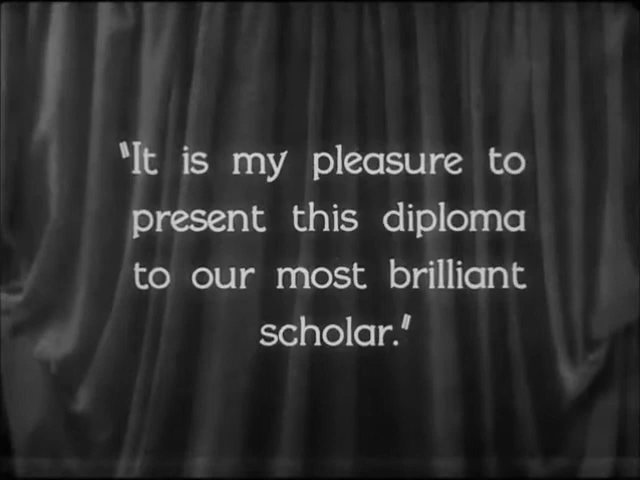 "It is my pleasure to
present this diploma
to our most brilliant
scholar."